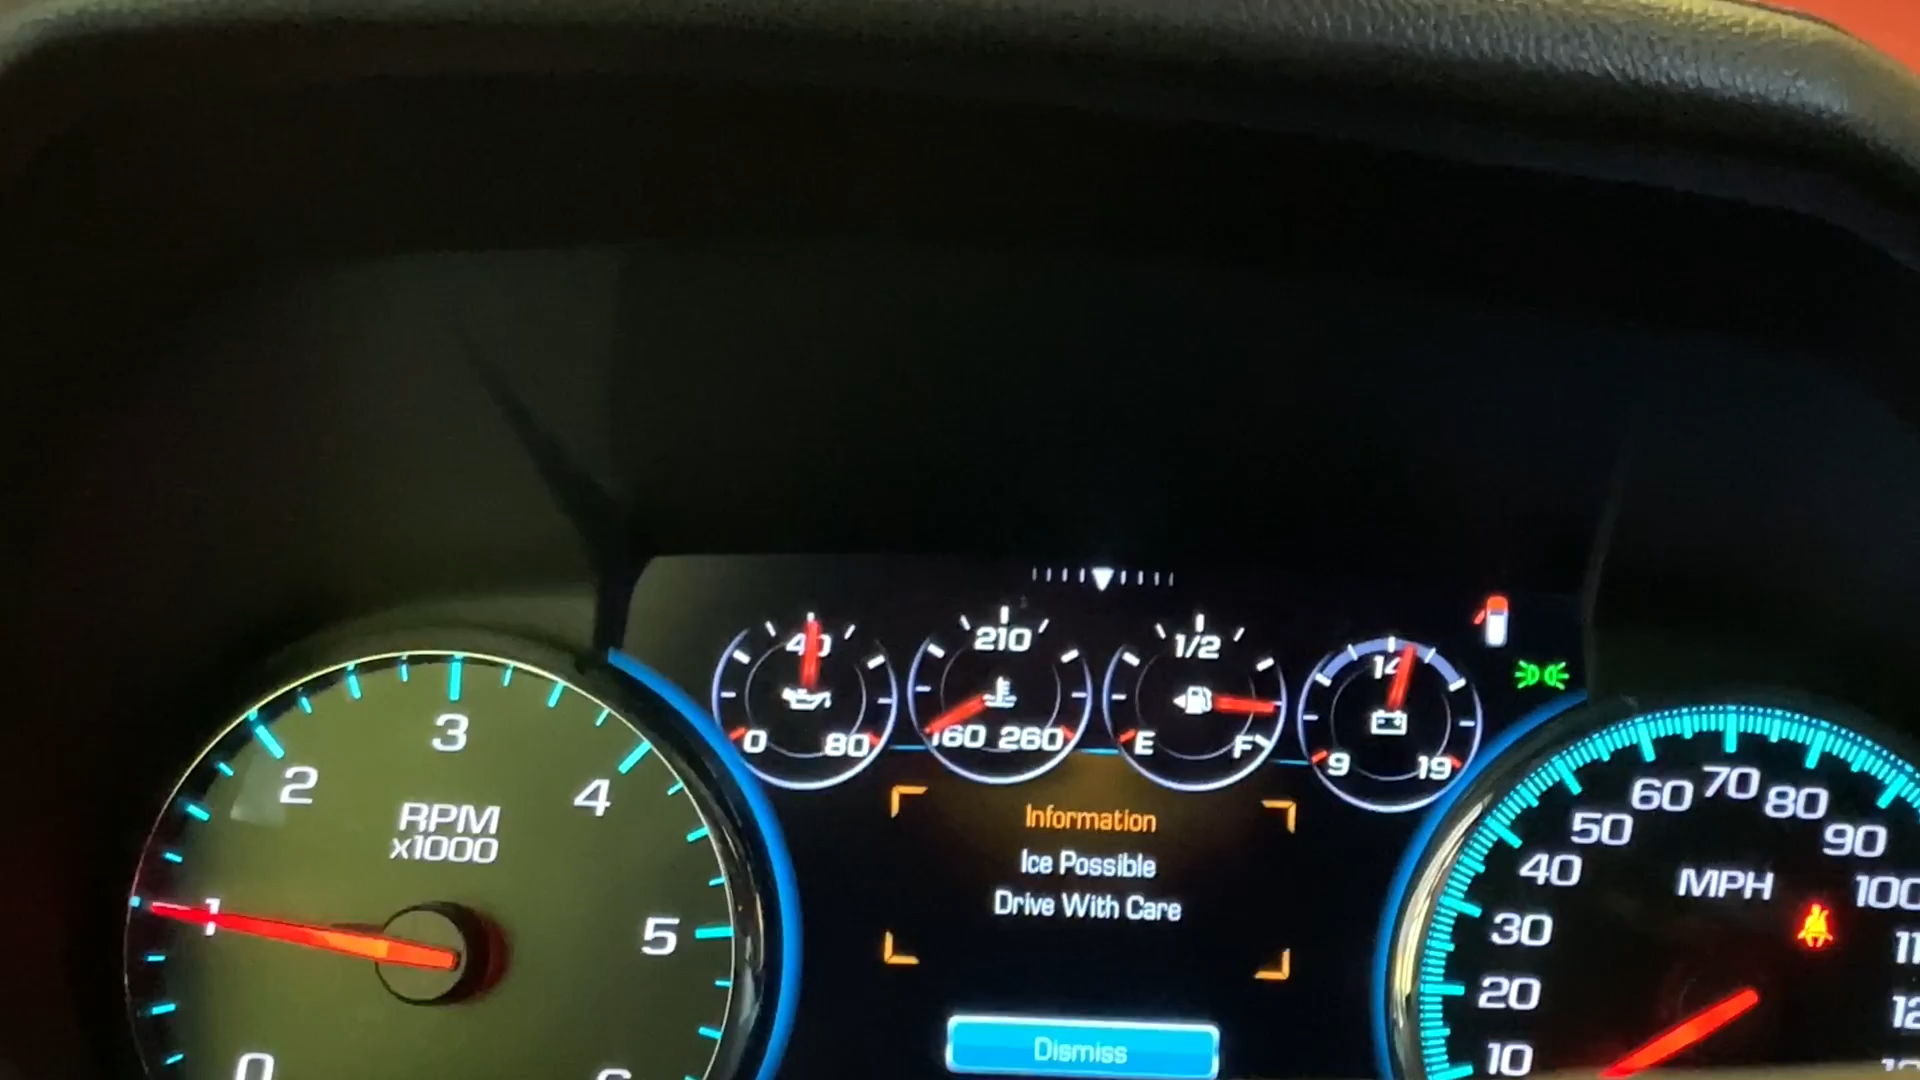 40
0 80
210
160 260
1/2
E F
14
9 19
0
1
2
3
4
5
RPM
x1000
Information
Ice Possible
Drive With Care
Dismiss
10
20
30
40
50
60
70
80
90
100
MPH